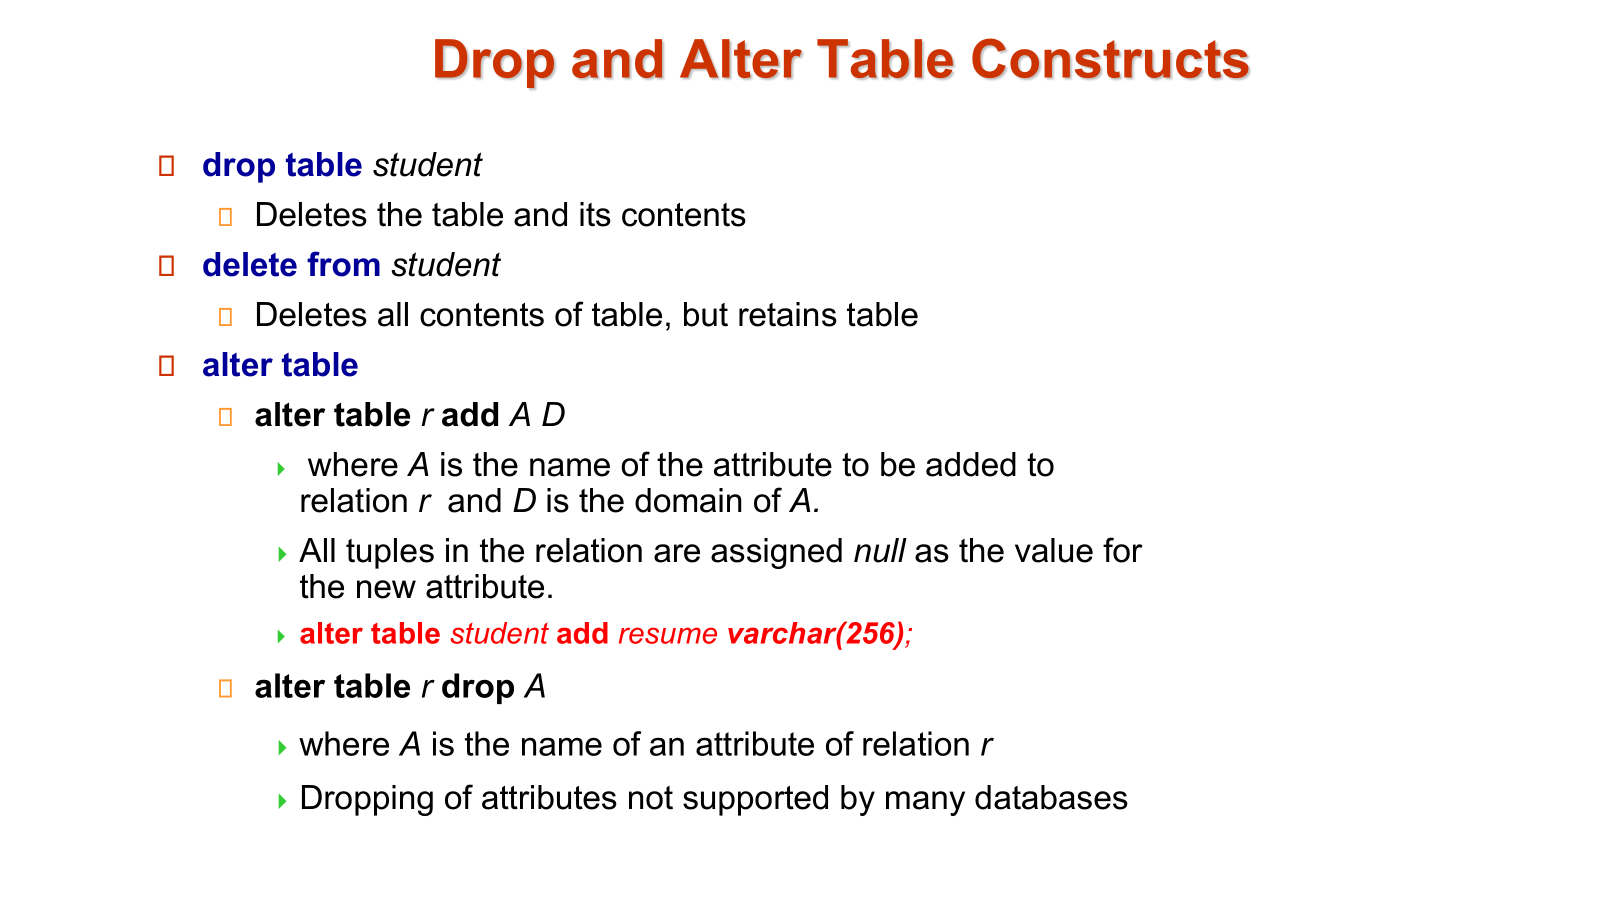 Drop and Alter Table Constructs
drop table student
Deletes the table and its contents
delete from student
Deletes all contents of table, but retains table
alter table
alter table r add A D
where A is the name of the attribute to be added to
relation r and D is the domain of A.
All tuples in the relation are assigned null as the value for
the new attribute.
alter table student add resume varchar(256);
alter table r drop A
where A is the name of an attribute of relation r
Dropping of attributes not supported by many databases